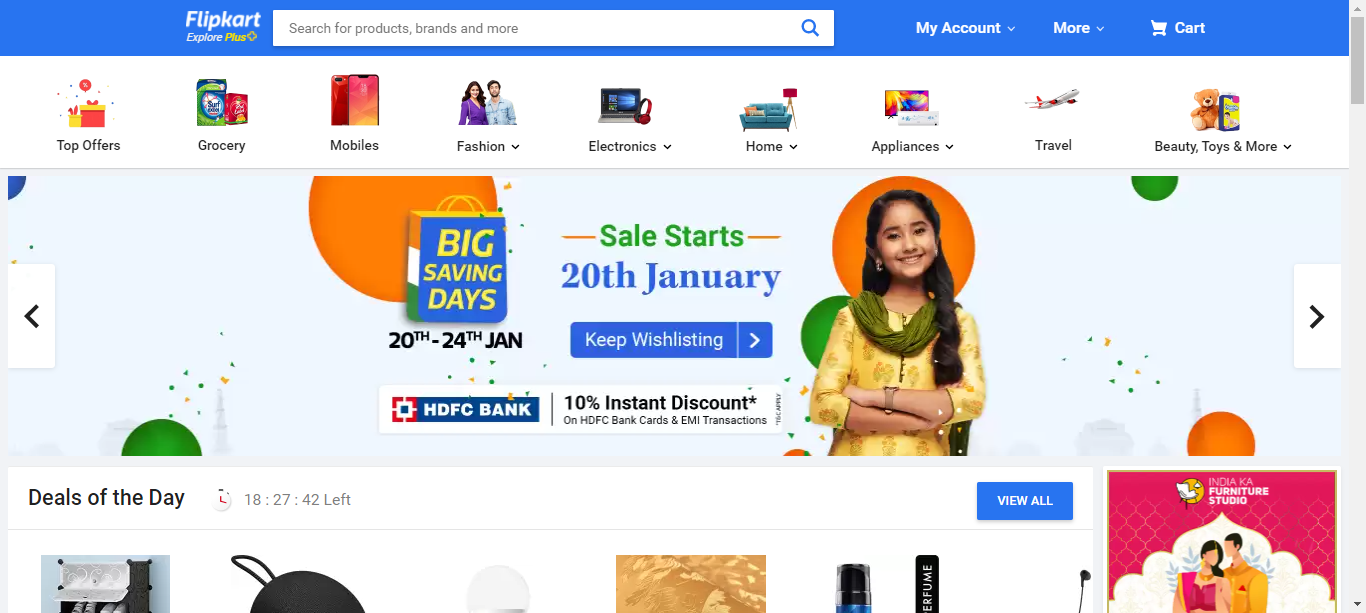 Flipkart
Explore Plus
Search for products, brands and more
My Account
More
Cart
Top Offers
Grocery
Mobiles
Fashion
Electronics
Home
Appliances
Travel
Beauty, Toys & More
BIG
SAVING
DAYS
20TH - 24TH JAN
Sale Starts
20th January
Keep Wishlisting
HDFC BANK
10% Instant Discount*
On HDFC Bank Cards & EMI Transactions
*T&C APPLY
Deals of the Day
18 : 27 : 42 Left
VIEW ALL
INDIA KA
FURNITURE
STUDIO
Surf
excel